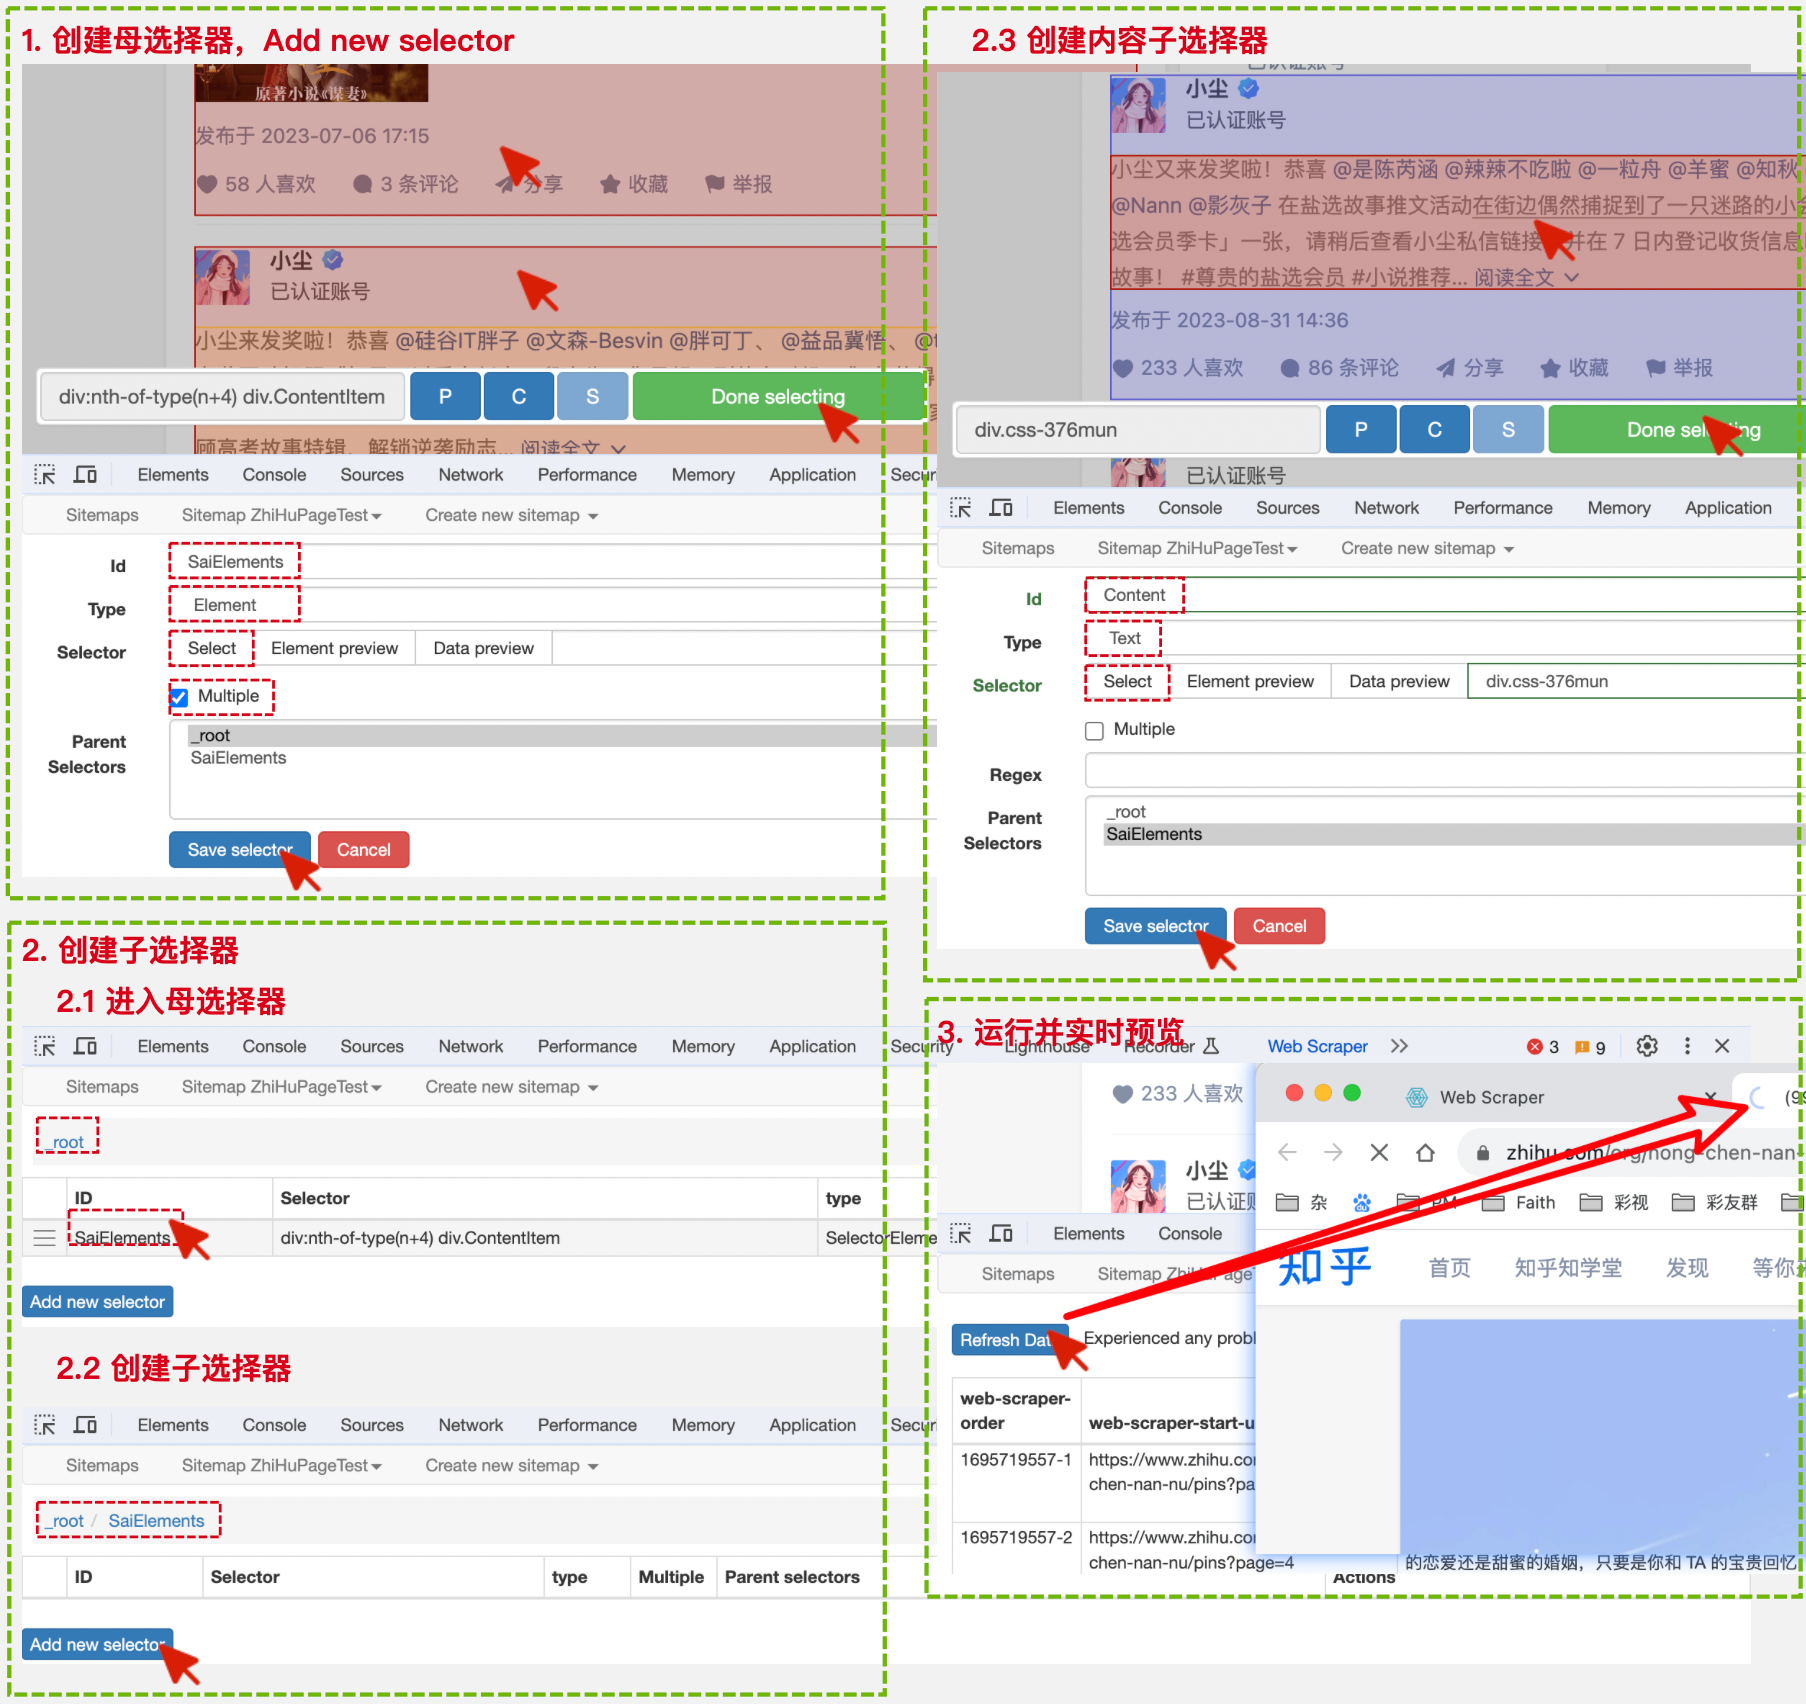 1. 创建母选择器，Add new selector
原著小说《谋妻》
发布于 2023-07-06 17:15
58 人喜欢 3 条评论 分享 收藏 举报
小尘
已认证账号
小尘来发奖啦！恭喜 @硅谷IT胖子 @文森-Besvin @胖可丁、 @益品冀悟、
div:nth-of-type(n+4) div.ContentItem P C S Done selecting
顾高考故事特辑，解锁逆袭励志... 阅读全文
Elements Console Sources Network Performance Memory Application Secur
Sitemaps Sitemap ZhiHuPageTest Create new sitemap
Id SaiElements
Type Element
Selector Select Element preview Data preview
Multiple
Parent Selectors
_root
SaiElements
Save selector Cancel
2. 创建子选择器
2.1 进入母选择器
Elements Console Sources Network Performance Memory Application Security
Sitemaps Sitemap ZhiHuPageTest Create new sitemap
_root
ID Selector type
SaiElements div:nth-of-type(n+4) div.ContentItem SelectorEleme
Add new selector
2.2 创建子选择器
Elements Console Sources Network Performance Memory Application Secur
Sitemaps Sitemap ZhiHuPageTest Create new sitemap
_root / SaiElements
ID Selector type Multiple Parent selectors
Add new selector
2.3 创建内容子选择器
已认证账号
小尘
已认证账号
小尘又来发奖啦！恭喜 @是陈芮涵 @辣辣不吃啦 @一粒舟 @羊蜜 @知秋
@Nann @影灰子 在盐选故事推文活动在街边偶然捕捉到了一只迷路的小
选会员季卡」一张，请稍后查看小尘私信链接 并在 7 日内登记收货信息
故事！ #尊贵的盐选会员 #小说推荐... 阅读全文
发布于 2023-08-31 14:36
233 人喜欢 86 条评论 分享 收藏 举报
div.css-376mun P C S Done selecting
已认证账号
Elements Console Sources Network Performance Memory Application
Sitemaps Sitemap ZhiHuPageTest Create new sitemap
Id Content
Type Text
Selector Select Element preview Data preview div.css-376mun
Multiple
Regex
Parent Selectors
_root
SaiElements
Save selector Cancel
3. 运行并实时预览
Lighthouse Recorder Web Scraper 3 9
233 人喜欢
小尘
已认证账
Elements Console
Sitemaps Sitemap ZhiHuPage
Refresh Data Experienced any probl
web-scraper-order web-scraper-start-u
1695719557-1 https://www.zhihu.co
chen-nan-nu/pins?pa
1695719557-2 https://www.zhihu.co
chen-nan-nu/pins?page=4
Web Scraper (99
zhihu.com/org/hong-chen-nan-
杂 PM Faith 彩视 彩友群
知乎 首页 知乎知学堂 发现 等你来
的恋爱还是甜蜜的婚姻，只要是你和 TA 的宝贵回忆
Actions